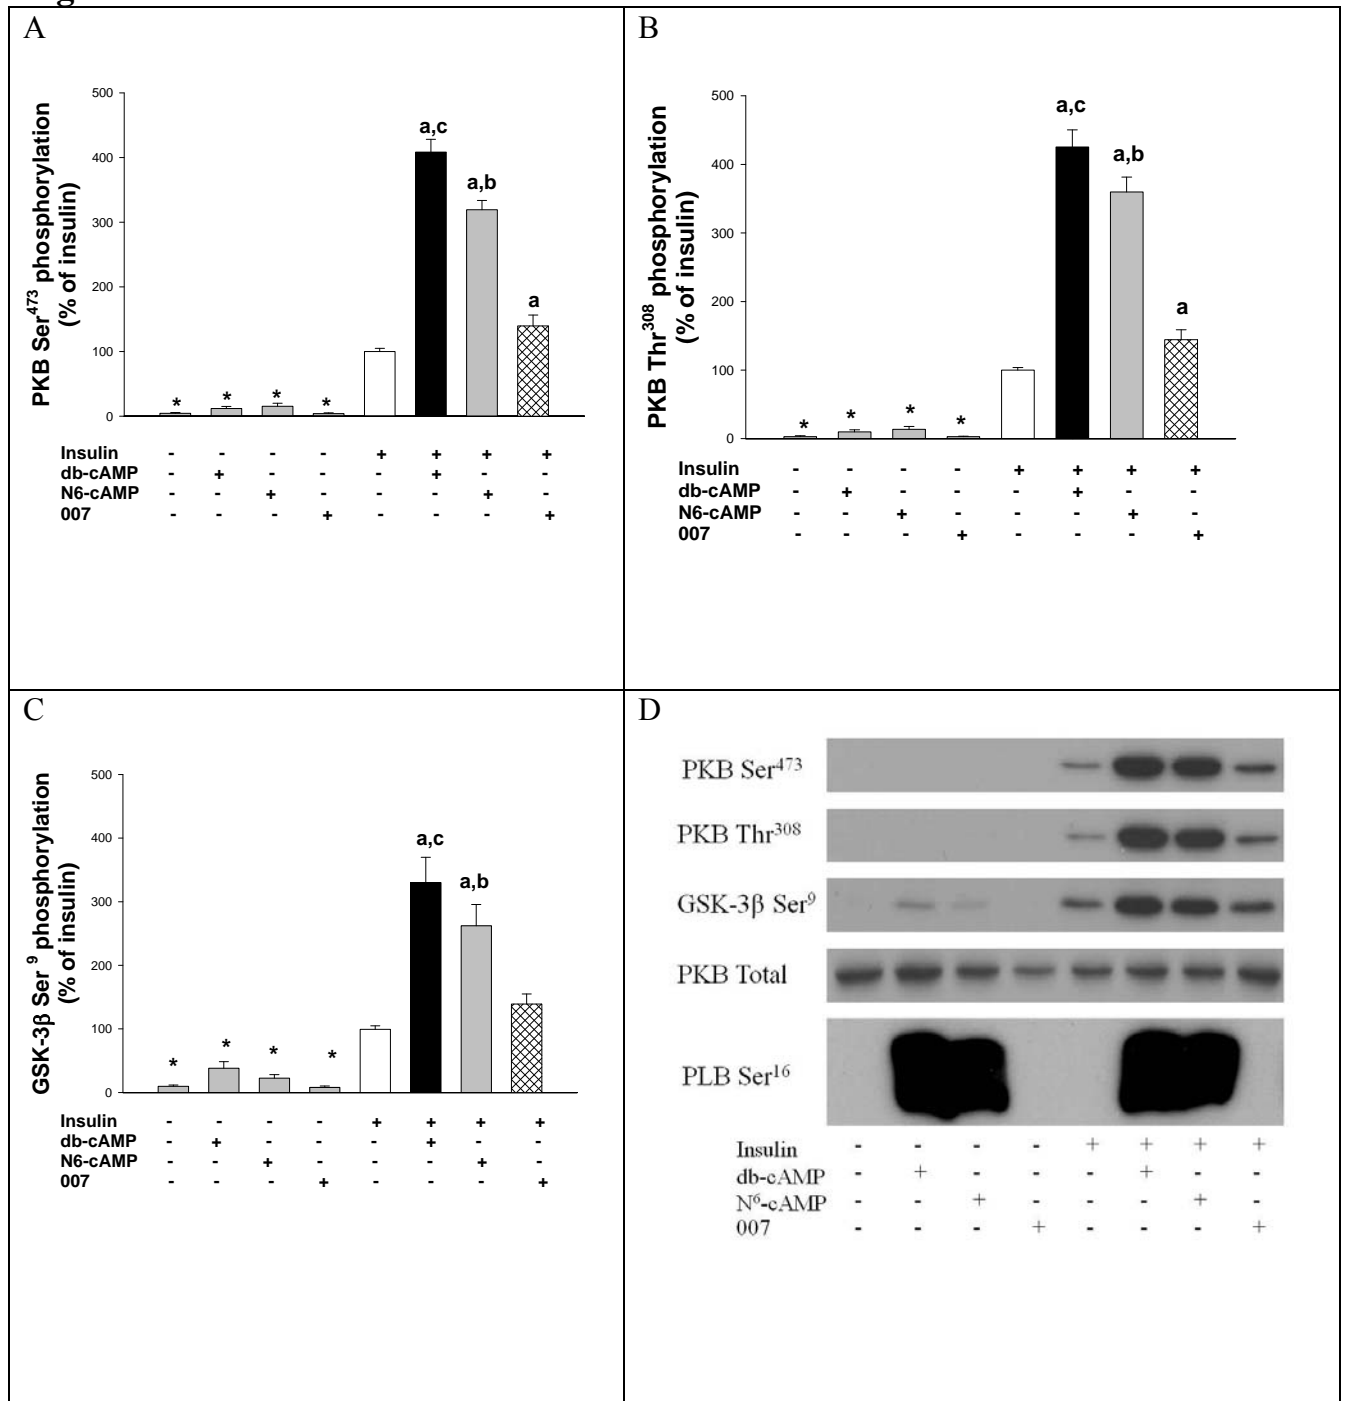 A
PKB Ser473 phosphorylation
(% of insulin)
500
400
300
200
100
0
* * * *
a,c
a,b
a
Insulin - - - - + + + +
db-cAMP - + - - - + - -
N6-cAMP - - + - - - + -
007 - - - + - - - +
B
PKB Thr308 phosphorylation
(% of insulin)
500
400
300
200
100
0
* * * *
a,c
a,b
a
Insulin - - - - + + + +
db-cAMP - + - - - + - -
N6-cAMP - - + - - - + -
007 - - - + - - - +
C
GSK-3β Ser 9 phosphorylation
(% of insulin)
500
400
300
200
100
0
* * * *
a,c
a,b
Insulin - - - - + + + +
db-cAMP - + - - - + - -
N6-cAMP - - + - - - + -
007 - - - + - - - +
D
PKB Ser473
PKB Thr308
GSK-3β Ser9
PKB Total
PLB Ser16
Insulin - - - - + + + +
db-cAMP - + - - - + - -
N6-cAMP - - + - - - + -
007 - - - + - - - +